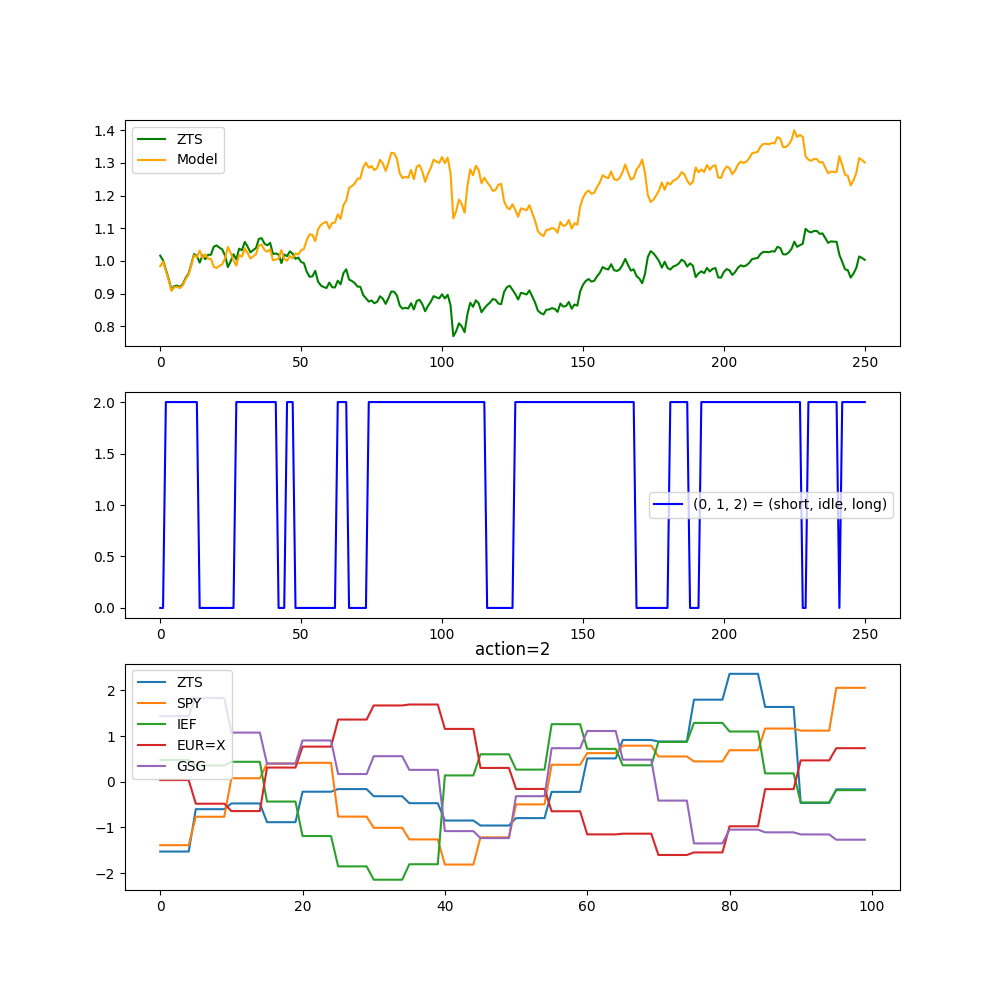 1.4
1.3
1.2
1.1
1.0
0.9
0.8
ZTS
Model
0 50 100 150 200 250
2.0
1.5
1.0
0.5
0.0
(0, 1, 2) = (short, idle, long)
0 50 100 150 200 250
action=2
2
1
0
−1
−2
ZTS
SPY
IEF
EUR=X
GSG
0 20 40 60 80 100